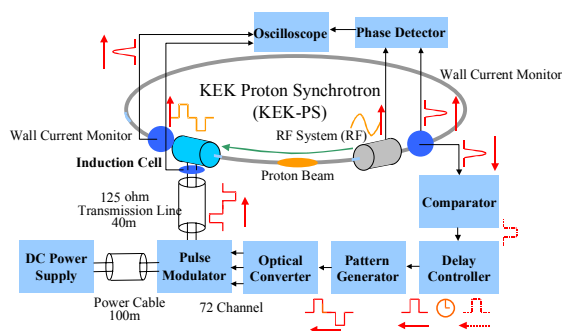 Oscilloscope
Phase Detector
KEK Proton Synchrotron
(KEK-PS)
Wall Current Monitor
Wall Current Monitor
RF System (RF)
Induction Cell
Proton Beam
125 ohm
Transmission Line
40m
Comparator
DC Power
Supply
Pulse
Modulator
Optical
Converter
Pattern
Generator
Delay
Controller
Power Cable
100m
72 Channel